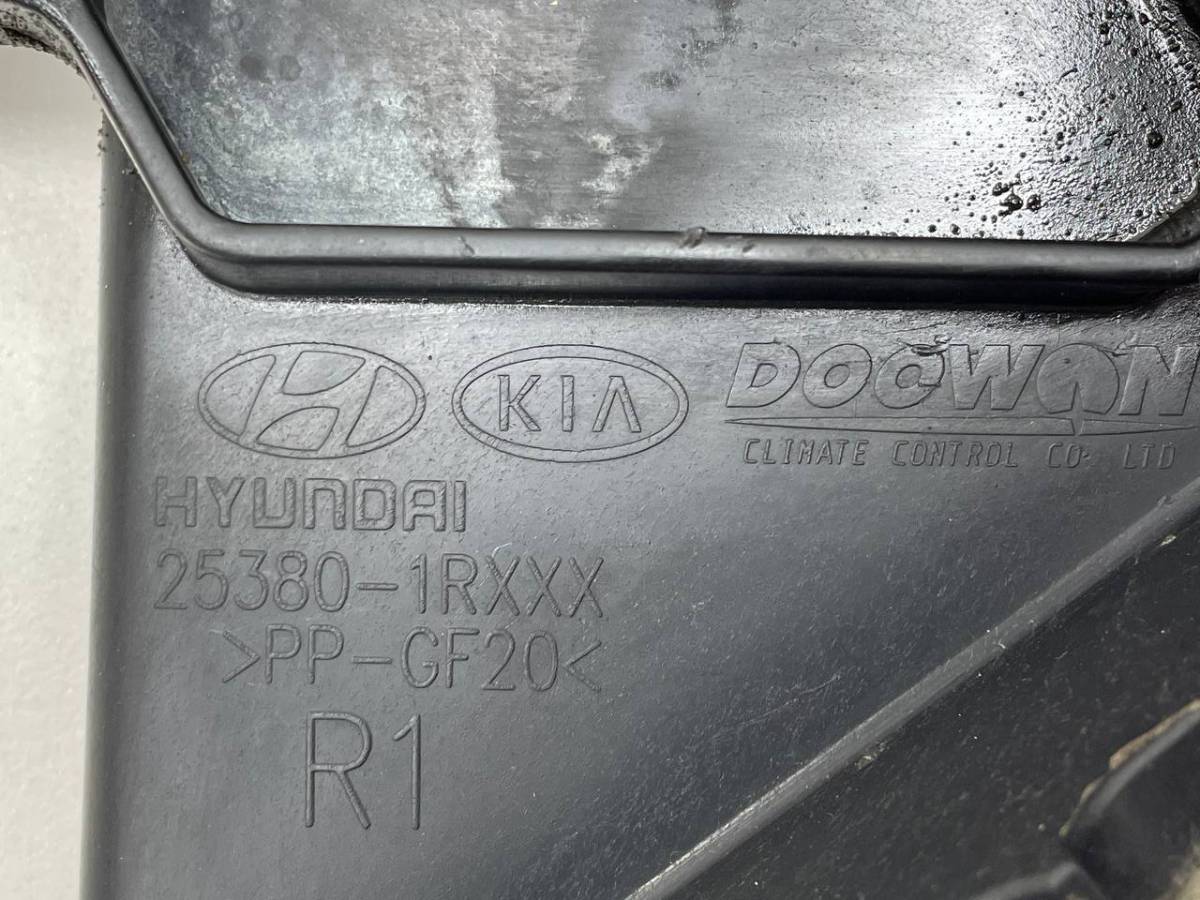 KIA DOOWON
CLIMATE CONTROL CO. LTD
HYUNDAI
25380-1RXXX
>PP-GF20<
R1